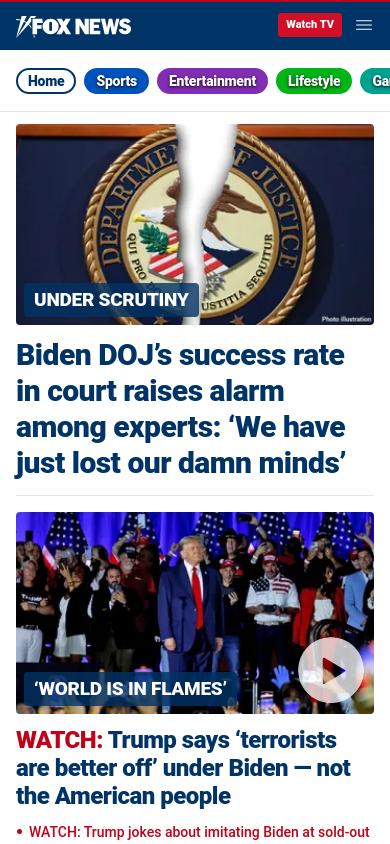 FOX NEWS
Watch TV
Home
Sports
Entertainment
Lifestyle
Ga
DEPARTMENT OF JUSTICE
QUI PRO D
USTITIA SEQUITUR
UNDER SCRUTINY
Photo illustration
Biden DOJ’s success rate
in court raises alarm
among experts: ‘We have
just lost our damn minds’
‘WORLD IS IN FLAMES’
WATCH: Trump says ‘terrorists
are better off’ under Biden — not
the American people
• WATCH: Trump jokes about imitating Biden at sold-out